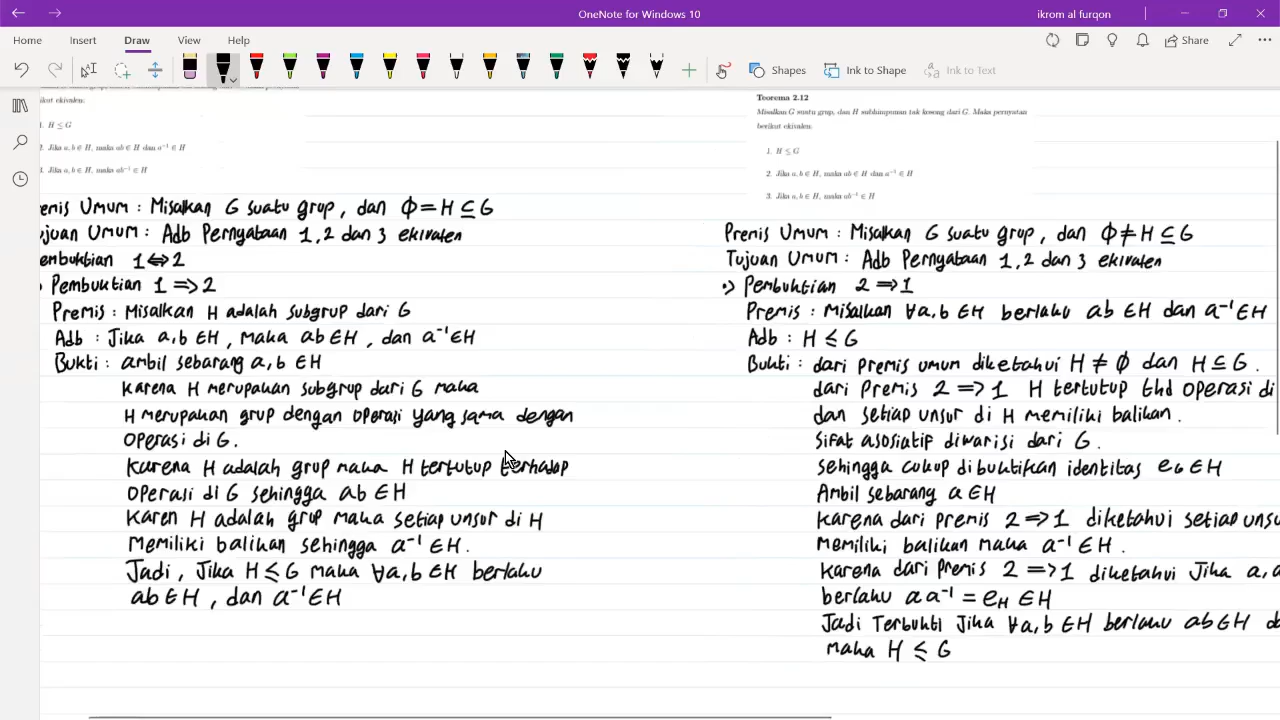 OneNote for Windows 10
ikrom al furqon
Home Insert Draw View Help
Share
Shapes
Ink to Shape
Ink to Text
ikut ekivalen:
1. H ≤ G
2. Jika a, b ∈ H, maka ab ∈ H dan a⁻¹ ∈ H
3. Jika a, b ∈ H, maka ab⁻¹ ∈ H
enis Umum : Misalkan G suatu grup, dan ϕ = H ⊆ G
ujuan Umum : Adb Pernyataan 1, 2 dan 3 ekivalen
embuktian 1 ⇔ 2
Pembuktian 1 => 2
Premis : Misalkan H adalah subgrup dari G
Adb : Jika a, b ∈ H, maka ab ∈ H, dan a⁻¹ ∈ H
Bukti : ambil sebarang a, b ∈ H
Karena H merupakan subgrup dari G maka
H merupakan grup dengan operasi yang sama dengan
operasi di G.
Karena H adalah grup maka H tertutup terhadap
operasi di G sehingga ab ∈ H
Karen H adalah grup maka setiap unsur di H
memiliki balikan sehingga a⁻¹ ∈ H.
Jadi, Jika H ≤ G maka ∀a, b ∈ H berlaku
ab ∈ H, dan a⁻¹ ∈ H
Teorema 2.12
Misalkan G suatu grup, dan H subhimpunan tak kosong dari G. Maka pernyatan
berikut ekivalen:
1. H ≤ G
2. Jika a, b ∈ H, maka ab ∈ H dan a⁻¹ ∈ H
3. Jika a, b ∈ H, maka ab⁻¹ ∈ H
Premis Umum : Misalkan G suatu grup, dan ϕ ≠ H ⊆ G
Tujuan Umum : Adb Pernyataan 1, 2 dan 3 ekivalen
•) Pembuktian 2 => 1
Premis : Misalkan ∀a, b ∈ H berlaku ab ∈ H dan a⁻¹ ∈ H
Adb : H ≤ G
Bukti : dari premis umum diketahui H ≠ ϕ dan H ⊆ G.
dari Premis 2 => 1 H tertutup thd operasi di
dan setiap unsur di H memiliki balikan.
Sifat asosiatif diwarisi dari G.
sehingga cukup dibuktikan identitas e_G ∈ H
Ambil sebarang a ∈ H
Karena dari premis 2 => 1 diketahui setiap unsu
memiliki balikan maka a⁻¹ ∈ H.
Karena dari Premis 2 => 1 diketahui Jika a, a
berlaku a a⁻¹ = e_H ∈ H
Jadi Terbukti Jika ∀a, b ∈ H berlaku ab ∈ H d
maka H ≤ G